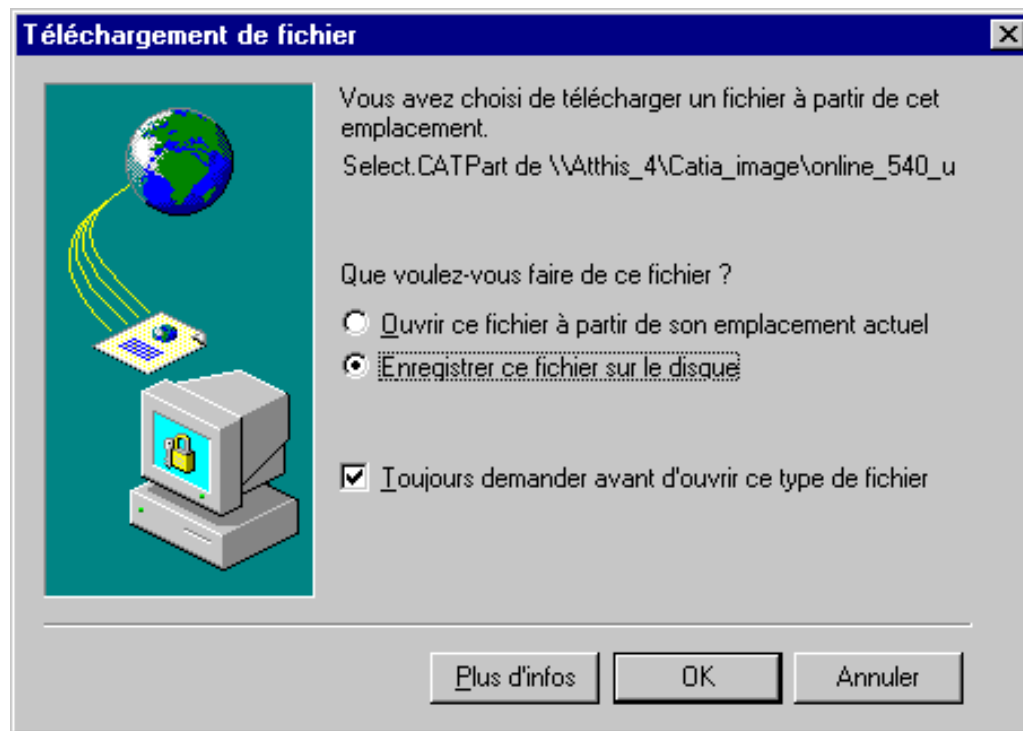 Téléchargement de fichier
Vous avez choisi de télécharger un fichier à partir de cet
emplacement.
Select.CATPart de \\Atthis_4\Catia_image\online_540_u
Que voulez-vous faire de ce fichier ?
Ouvrir ce fichier à partir de son emplacement actuel
Enregistrer ce fichier sur le disque
Toujours demander avant d'ouvrir ce type de fichier
Plus d'infos
OK
Annuler